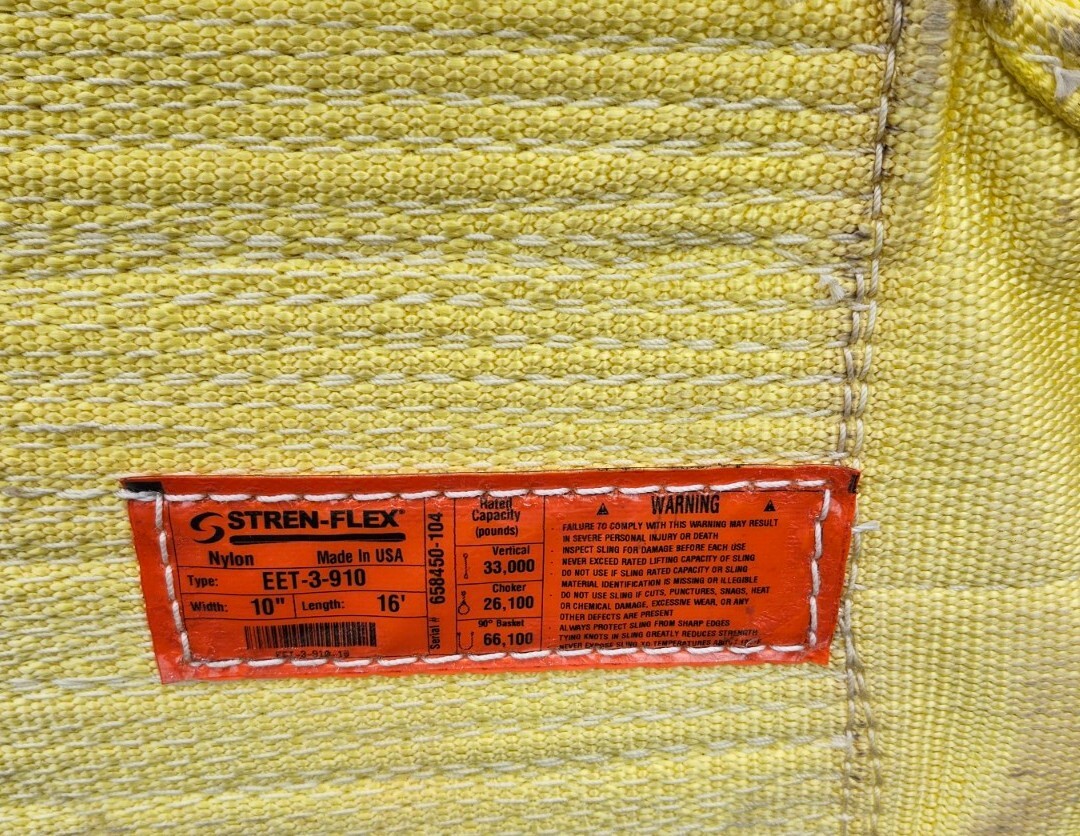 STREN-FLEX®
Nylon Made In USA
Type: EET-3-910
Width: 10" Length: 16'
EET-3-910-16
Serial # 658450-104
Rated
Capacity
(pounds)
Vertical
33,000
Choker
26,100
90° Basket
66,100
WARNING
FAILURE TO COMPLY WITH THIS WARNING MAY RESULT
IN SEVERE PERSONAL INJURY OR DEATH
INSPECT SLING FOR DAMAGE BEFORE EACH USE
NEVER EXCEED RATED LIFTING CAPACITY OF SLING
DO NOT USE IF SLING RATED CAPACITY OR SLING
MATERIAL IDENTIFICATION IS MISSING OR ILLEGIBLE
DO NOT USE SLING IF CUTS, PUNCTURES, SNAGS, HEAT
OR CHEMICAL DAMAGE, EXCESSIVE WEAR, OR ANY
OTHER DEFECTS ARE PRESENT
ALWAYS PROTECT SLING FROM SHARP EDGES
TYING KNOTS IN SLING GREATLY REDUCES STRENGTH
NEVER EXPOSE SLING TO TEMPERATURES